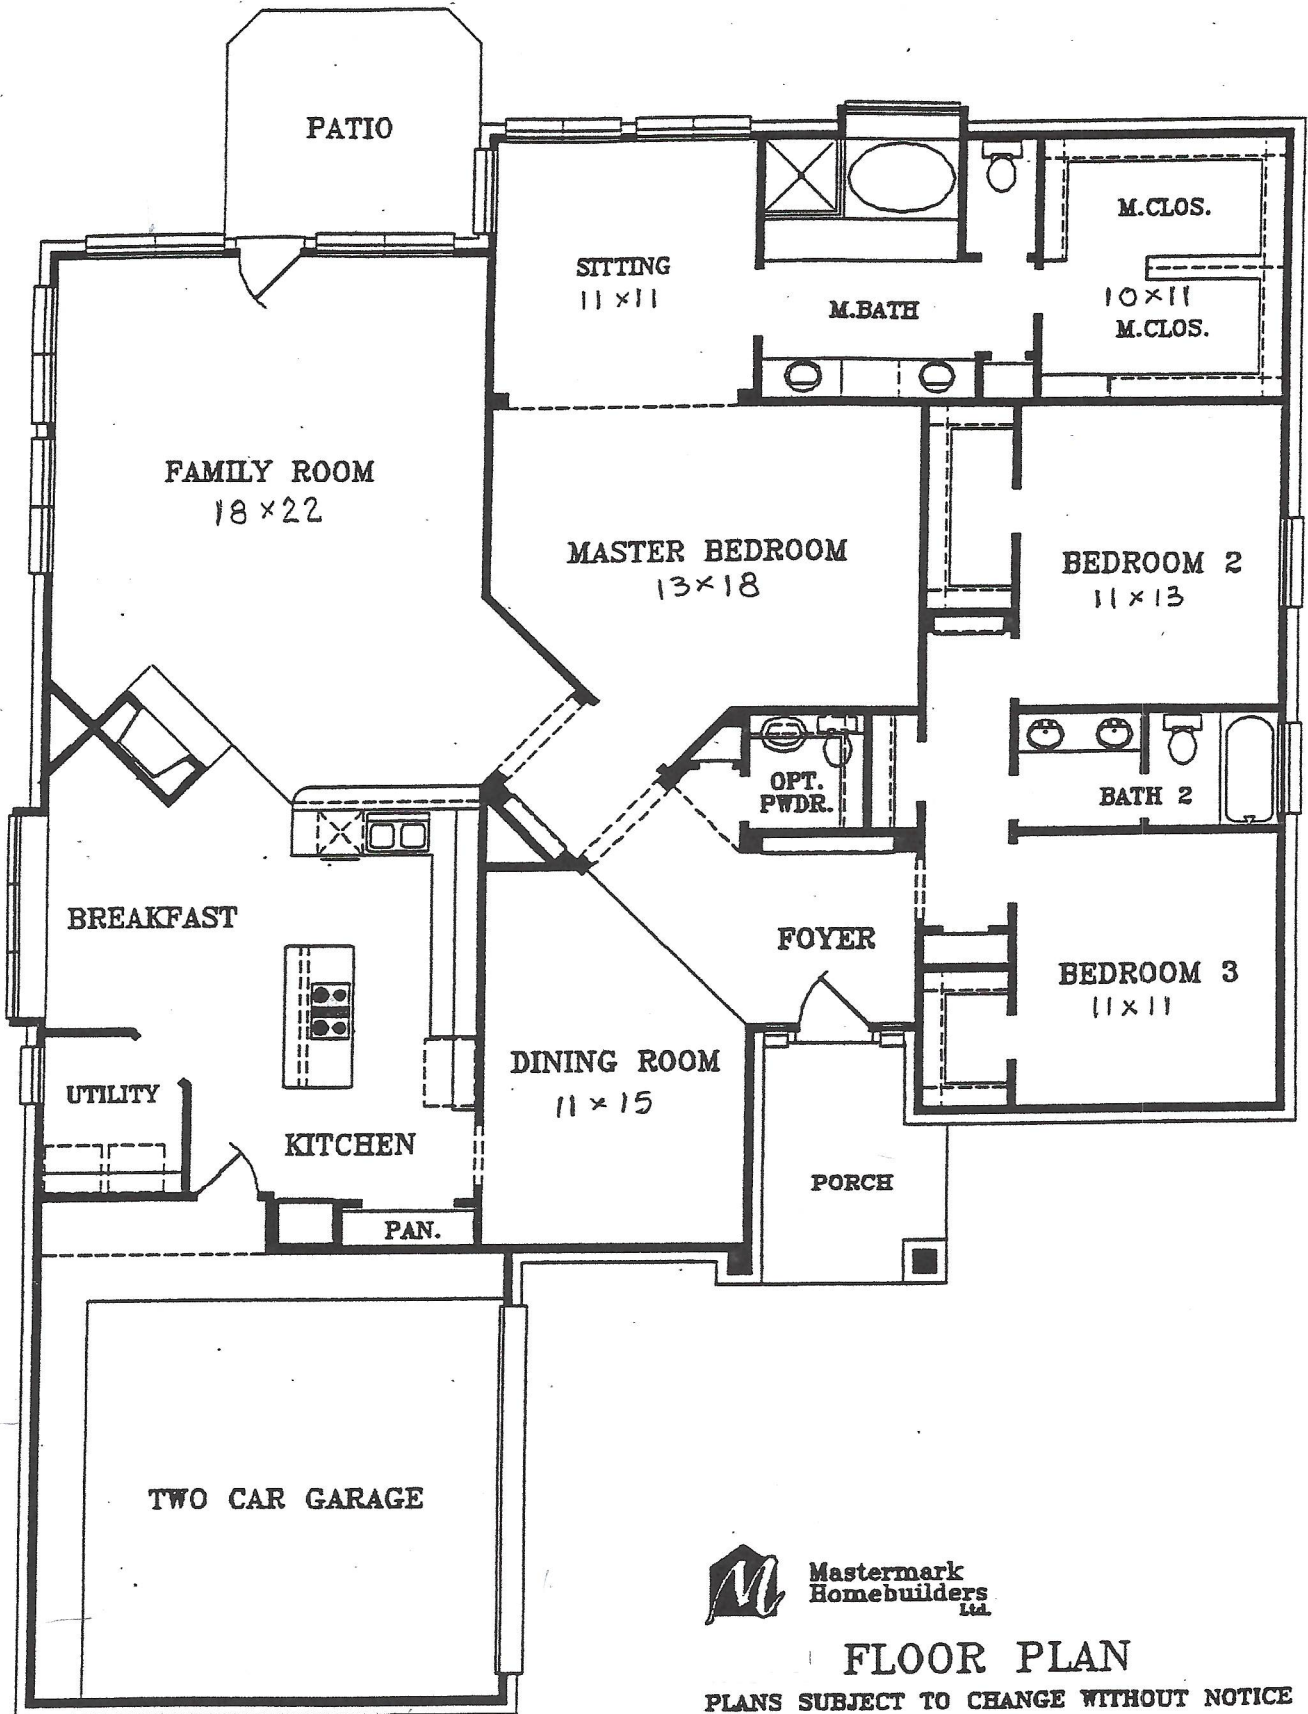 PATIO
M.CLOS.
SITTING
11 x 11
M.BATH
10 x 11
M.CLOS.
FAMILY ROOM
18 x 22
MASTER BEDROOM
13 x 18
BEDROOM 2
11 x 13
OPT.
PWDR.
BATH 2
BREAKFAST
FOYER
BEDROOM 3
11 x 11
DINING ROOM
11 x 15
UTILITY
KITCHEN
PORCH
PAN.
TWO CAR GARAGE
M
Mastermark
Homebuilders
Ltd.
FLOOR PLAN
PLANS SUBJECT TO CHANGE WITHOUT NOTICE